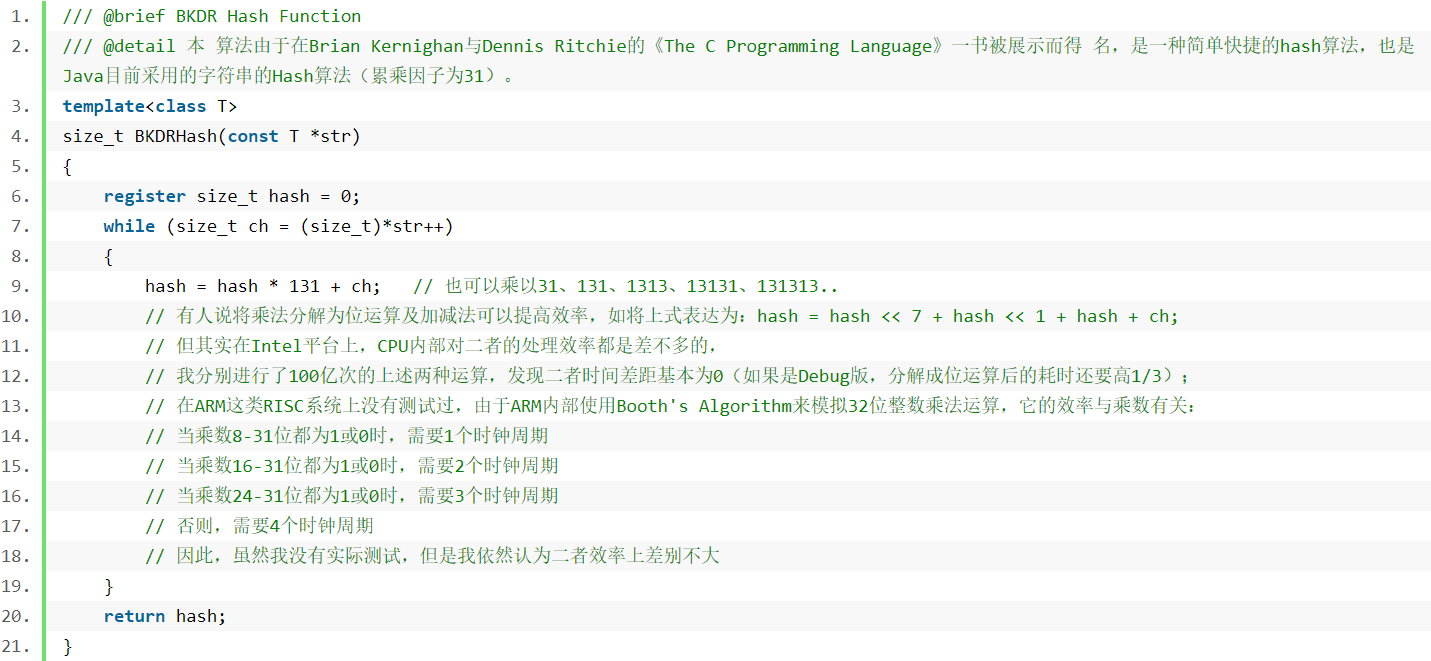 1. /// @brief BKDR Hash Function
2. /// @detail 本 算法由于在Brian Kernighan与Dennis Ritchie的《The C Programming Language》一书被展示而得 名，是一种简单快捷的hash算法，也是
Java目前采用的字符串的Hash算法（累乘因子为31）。
3. template<class T>
4. size_t BKDRHash(const T *str)
5. {
6. register size_t hash = 0;
7. while (size_t ch = (size_t)*str++)
8. {
9. hash = hash * 131 + ch;   // 也可以乘以31、131、1313、13131、131313..
10. // 有人说将乘法分解为位运算及加减法可以提高效率，如将上式表达为：hash = hash << 7 + hash << 1 + hash + ch;
11. // 但其实在Intel平台上，CPU内部对二者的处理效率都是差不多的，
12. // 我分别进行了100亿次的上述两种运算，发现二者时间差距基本为0（如果是Debug版，分解成位运算后的耗时还要高1/3）；
13. // 在ARM这类RISC系统上没有测试过，由于ARM内部使用Booth's Algorithm来模拟32位整数乘法运算，它的效率与乘数有关：
14. // 当乘数8-31位都为1或0时，需要1个时钟周期
15. // 当乘数16-31位都为1或0时，需要2个时钟周期
16. // 当乘数24-31位都为1或0时，需要3个时钟周期
17. // 否则，需要4个时钟周期
18. // 因此，虽然我没有实际测试，但是我依然认为二者效率上差别不大
19. }
20. return hash;
21. }